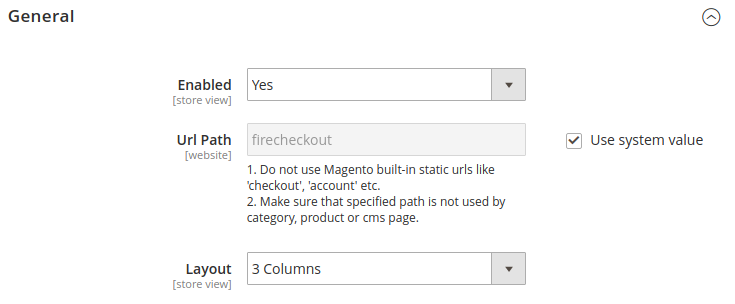 General
Enabled
Yes
[store view]
Url Path
firecheckout
Use system value
[website]
1. Do not use Magento built-in static urls like
'checkout', 'account' etc.
2. Make sure that specified path is not used by
category, product or cms page.
Layout
3 Columns
[store view]